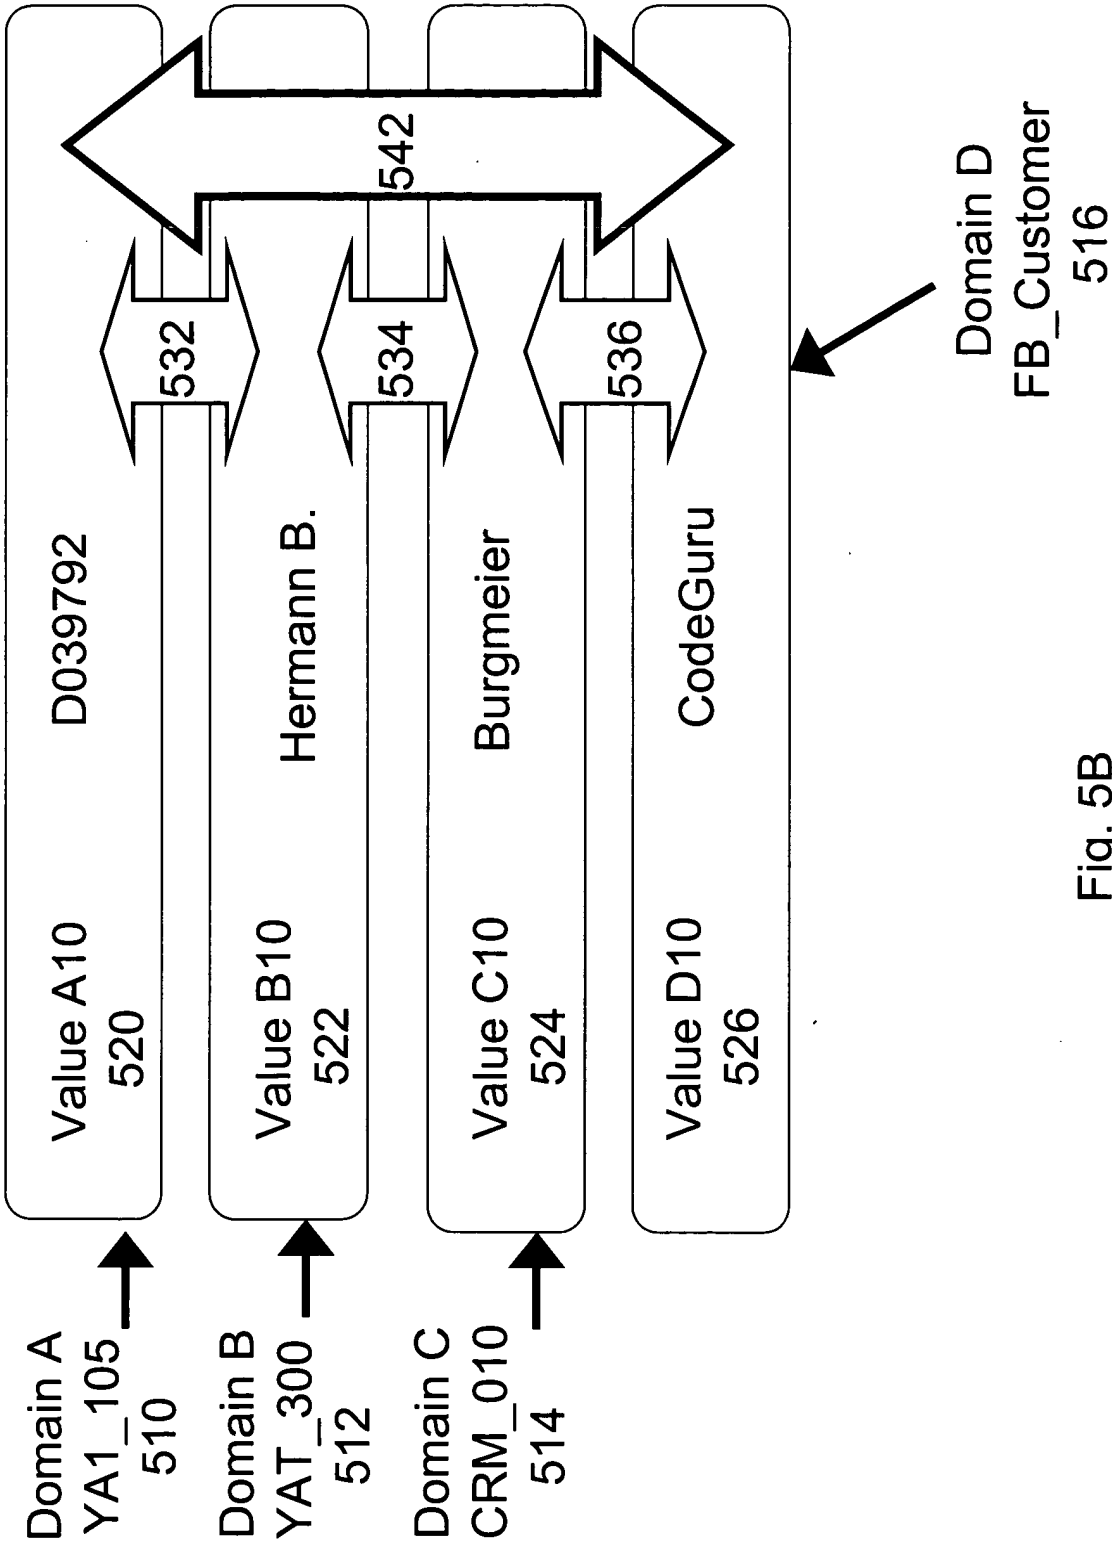 Domain A
YA1_105
510
Value A10
520
D039792
532
Domain B
YAT_300
512
Value B10
522
Hermann B.
534
542
Domain C
CRM_010
514
Value C10
524
Burgmeier
536
Value D10
526
CodeGuru
Domain D
FB_Customer
516
Fig. 5B